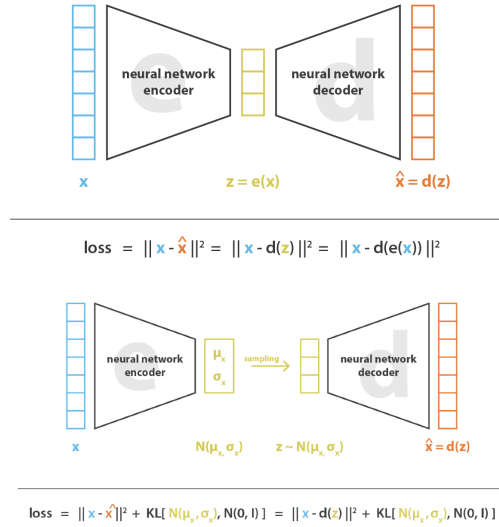 e
d
neural network
encoder
neural network
decoder
x
z = e(x)
x̂ = d(z)
loss = || x - x̂ ||² = || x - d(z) ||² = || x - d(e(x)) ||²
e
d
neural network
encoder
μₓ
σₓ
sampling
neural network
decoder
x
N(μₓ, σₓ)
z ~ N(μₓ, σₓ)
x̂ = d(z)
loss = || x - x̂ ||² + KL[ N(μₓ, σₓ), N(0, I) ] = || x - d(z) ||² + KL[ N(μₓ, σₓ), N(0, I) ]